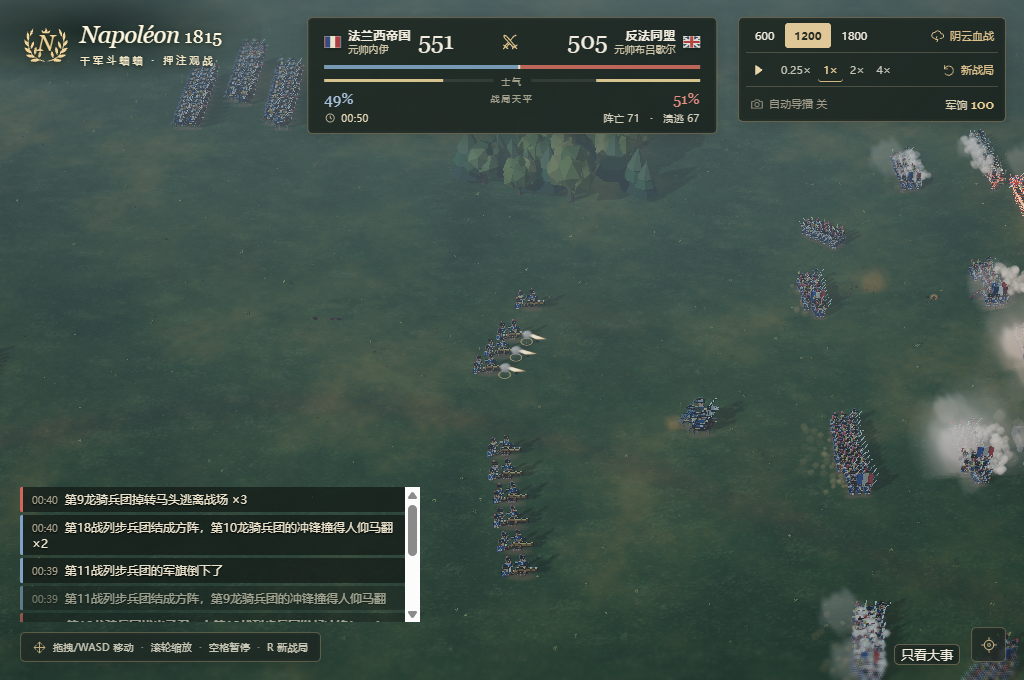 Napoléon 1815
千军斗蛐蛐 · 押注观战
法兰西帝国
元帅内伊
551
505
反法同盟
元帅布吕歇尔
士气
49%
战局天平
51%
00:50
阵亡 71 · 溃逃 67
600 1200 1800 阴云血战
0.25× 1× 2× 4× 新战局
自动导播 关 军饷 100
00:40 第9龙骑兵团掉转马头逃离战场 ×3
00:40 第18战列步兵团结成方阵，第10龙骑兵团的冲锋撞得人仰马翻
×2
00:39 第11战列步兵团的军旗倒下了
00:39 第11战列步兵团结成方阵，第9龙骑兵团的冲锋撞得人仰马翻
拖拽/WASD 移动 · 滚轮缩放 · 空格暂停 · R 新战局
只看大事